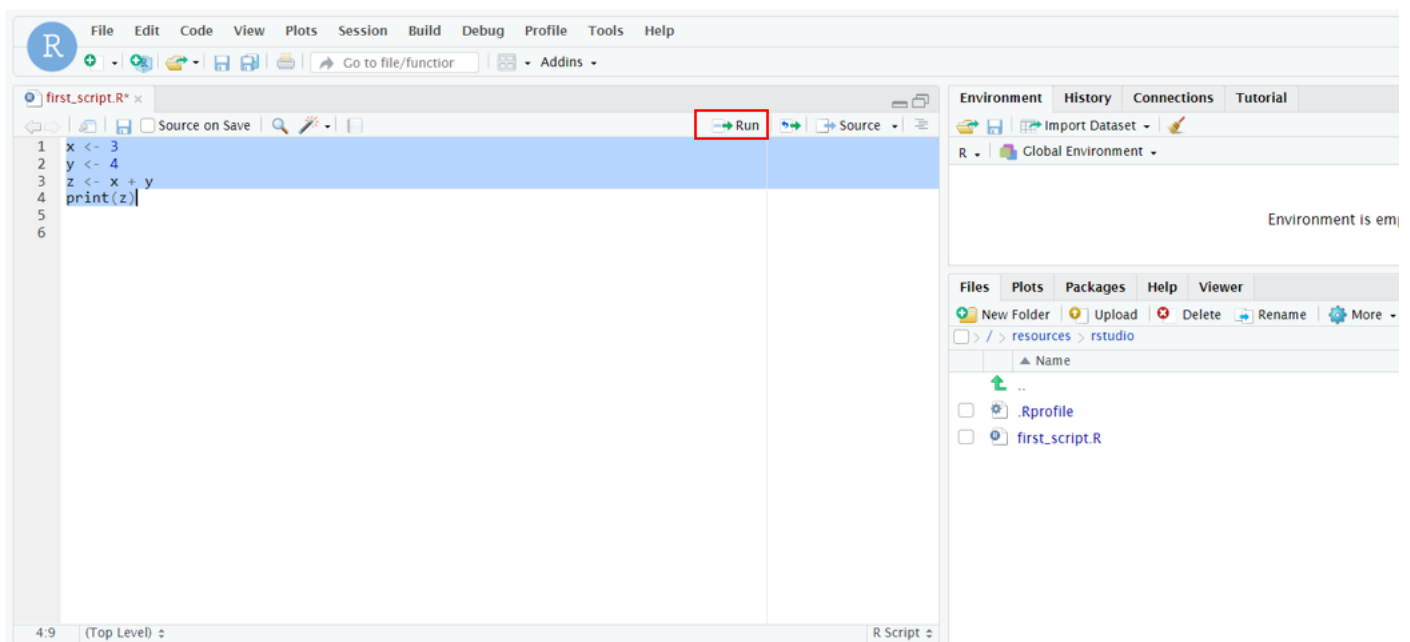 R
File Edit Code View Plots Session Build Debug Profile Tools Help
Go to file/function Addins
first_script.R*
Source on Save Run Source
1 x <- 3
2 y <- 4
3 z <- x + y
4 print(z)
5
6
4:9 (Top Level) R Script
Environment History Connections Tutorial
Import Dataset
R Global Environment
Environment is em
Files Plots Packages Help Viewer
New Folder Upload Delete Rename More
/ > resources > rstudio
Name
..
.Rprofile
first_script.R